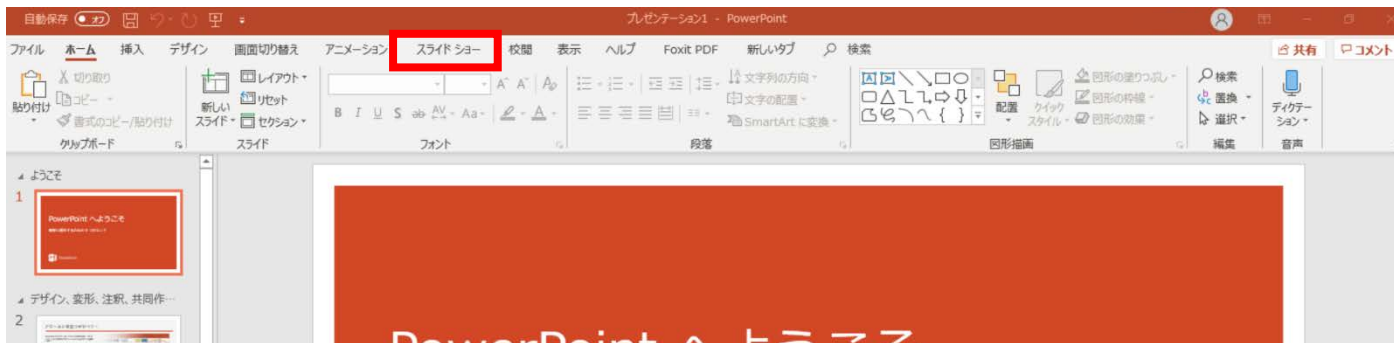 自動保存 オフ プレゼンテーション1 - PowerPoint
ファイル ホーム 挿入 デザイン 画面切り替え アニメーション スライド ショー 校閲 表示 ヘルプ Foxit PDF 新しいタブ 検索 共有 コメント
貼り付け 切り取り コピー 書式のコピー/貼り付け
新しいスライド レイアウト リセット セクション
B I U S ab AV Aa A A A
文字列の方向 文字の配置 SmartArt に変換
配置 クイックスタイル 図形の塗りつぶし 図形の枠線 図形の効果
検索 置換 選択 ディクテーション
クリップボード スライド フォント 段落 図形描画 編集 音声
ようこそ
1
PowerPoint へようこそ
デザイン、変形、注釈、共同作…
2
PowerPoint へようこそ